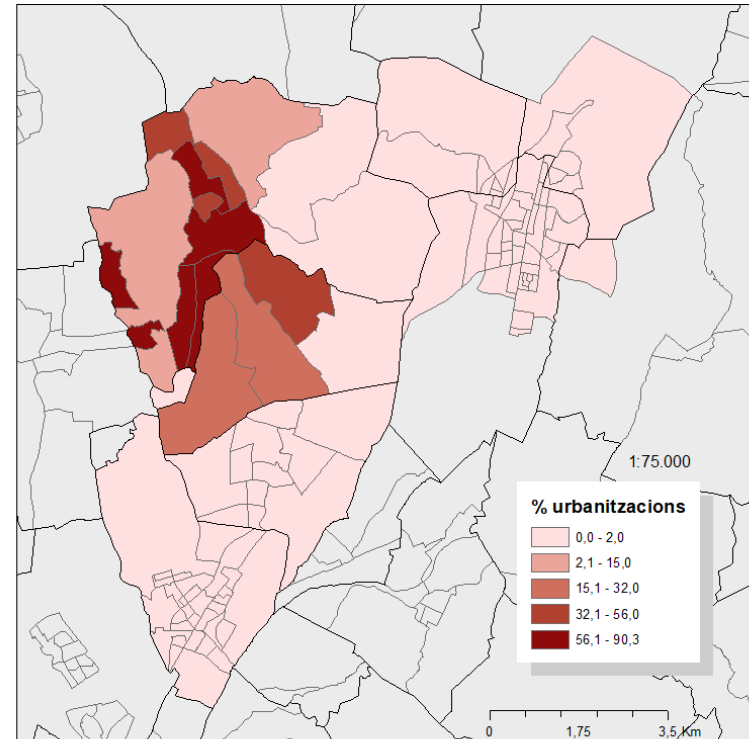 1:75.000
% urbanitzacions
0,0 - 2,0
2,1 - 15,0
15,1 - 32,0
32,1 - 56,0
56,1 - 90,3
0 1,75 3,5 Km